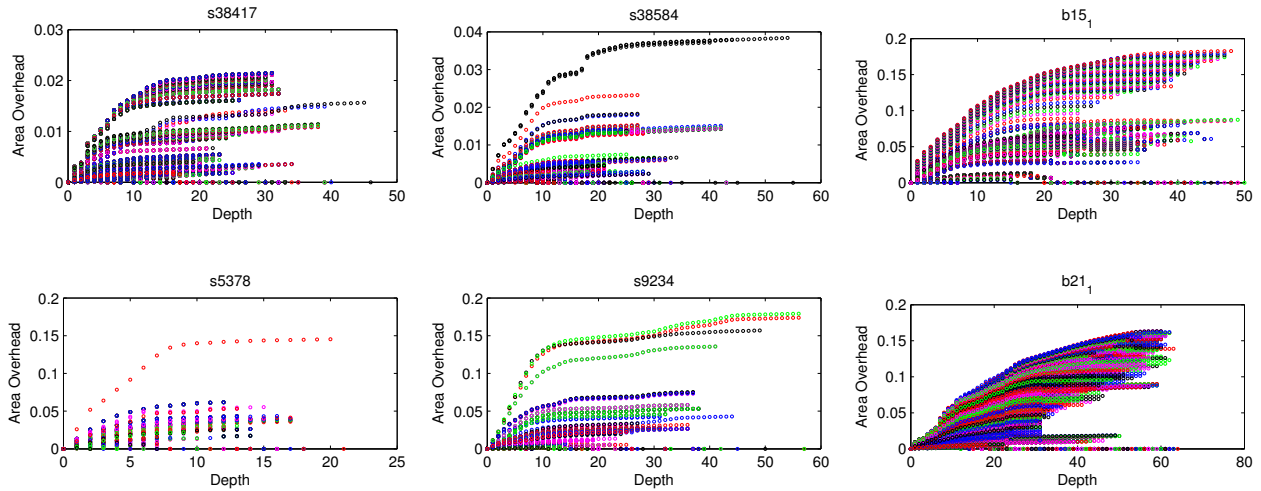 s38417
Area Overhead
0.03
0.02
0.01
0
0 10 20 30 40 50
Depth
s38584
Area Overhead
0.04
0.03
0.02
0.01
0
0 10 20 30 40 50 60
Depth
b15₁
Area Overhead
0.2
0.15
0.1
0.05
0
0 10 20 30 40 50
Depth
s5378
Area Overhead
0.2
0.15
0.1
0.05
0
0 5 10 15 20 25
Depth
s9234
Area Overhead
0.2
0.15
0.1
0.05
0
0 10 20 30 40 50 60
Depth
b21₁
Area Overhead
0.2
0.15
0.1
0.05
0
0 20 40 60 80
Depth